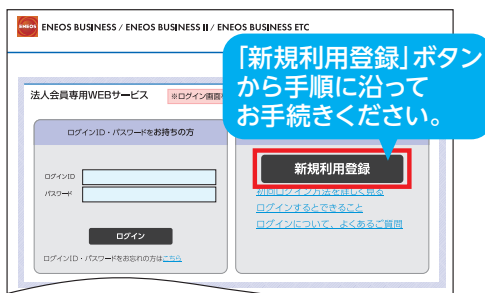 ENEOS
ENEOS BUSINESS / ENEOS BUSINESS II / ENEOS BUSINESS ETC
「新規利用登録」ボタン
から手順に沿って
お手続きください。
法人会員専用WEBサービス
※ログイン画面
ログインID・パスワードをお持ちの方
ログインID
パスワード
ログイン
ログインID・パスワードをお忘れの方はこちら
新規利用登録
初回ログイン方法を詳しく見る
ログインするとできること
ログインについて、よくあるご質問